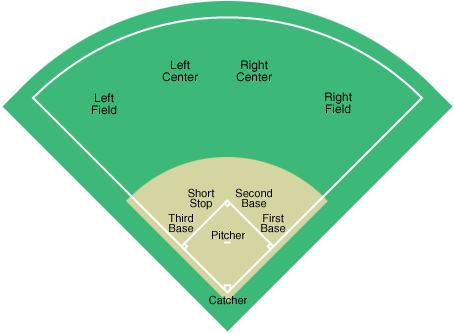 Left
Center
Right
Center
Left
Field
Right
Field
Short
Stop
Second
Base
Third
Base
First
Base
Pitcher
Catcher